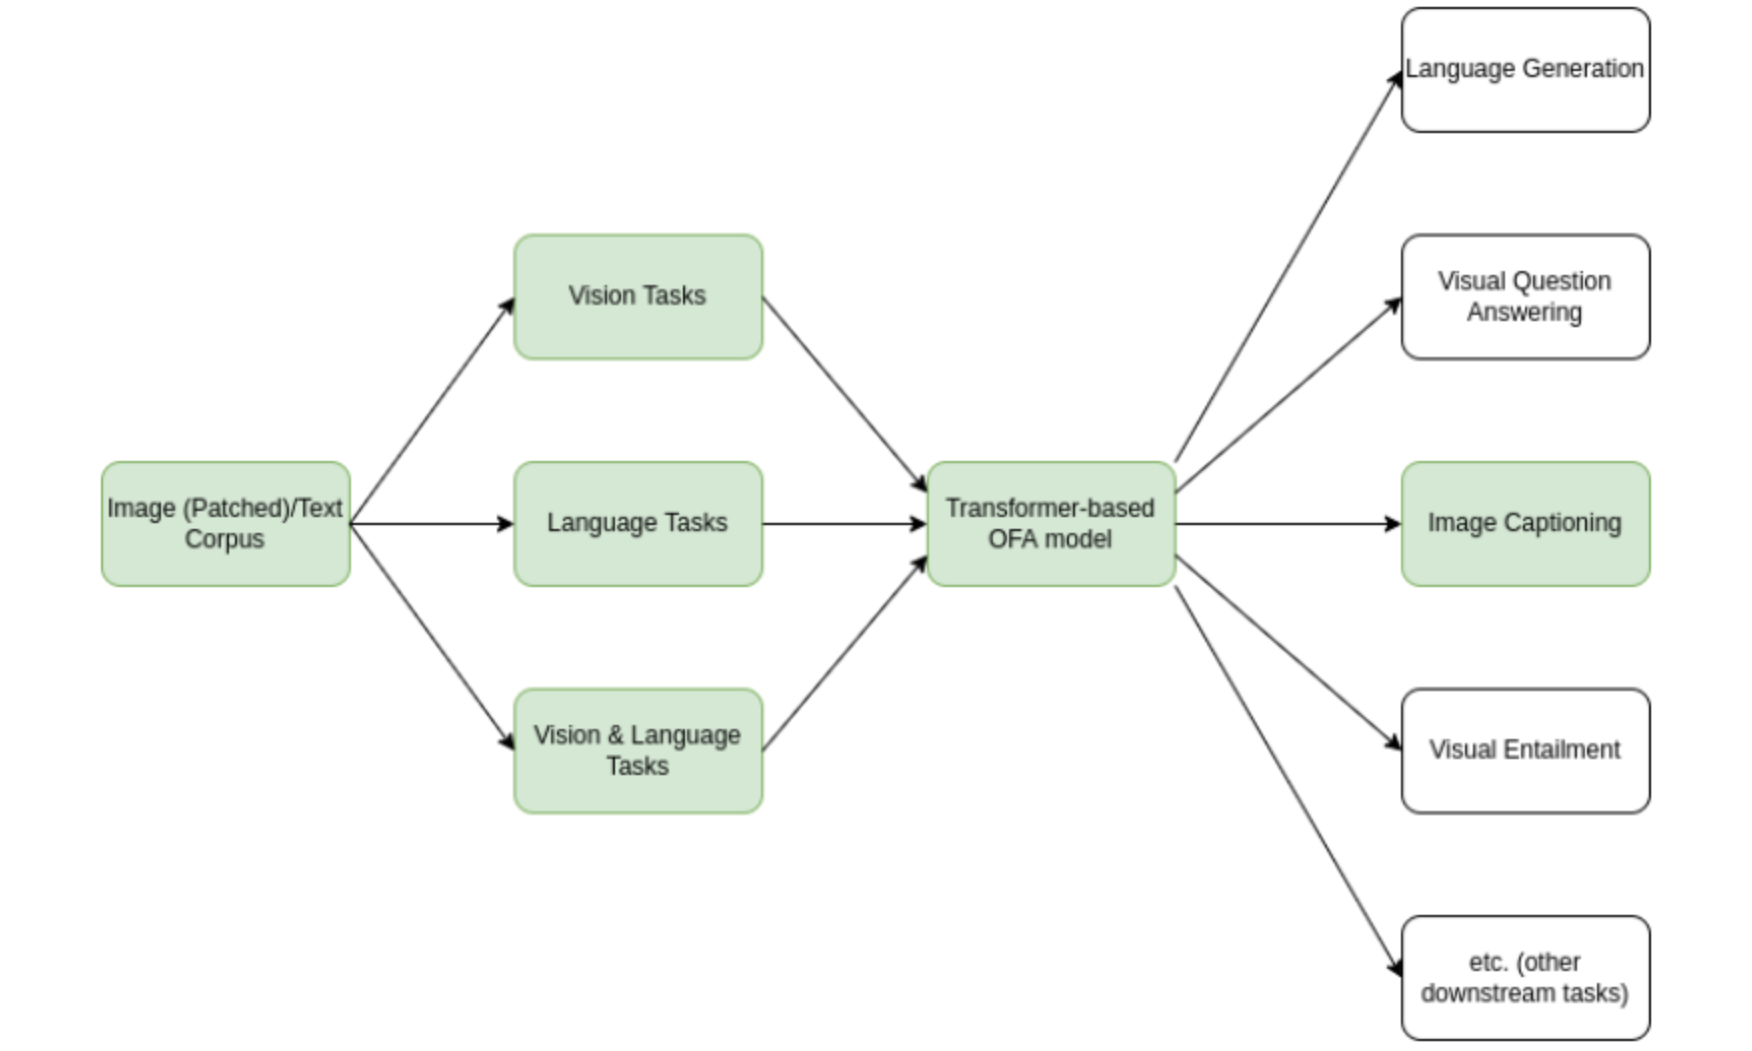 Language Generation
Visual Question
Answering
Vision Tasks
Image (Patched)/Text
Corpus
Language Tasks
Transformer-based
OFA model
Image Captioning
Vision & Language
Tasks
Visual Entailment
etc. (other
downstream tasks)